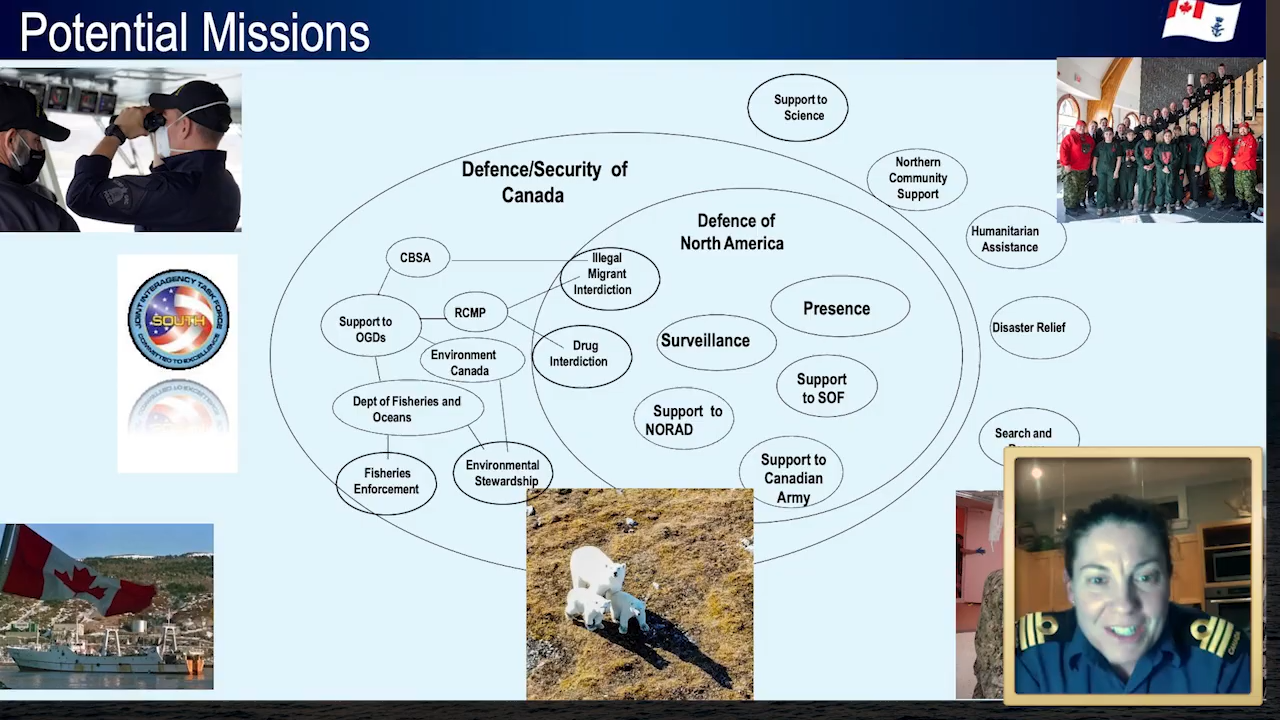 Potential Missions
Support to
Science
Defence/Security of
Canada
Northern
Community
Support
Defence of
North America
Humanitarian
Assistance
CBSA
Illegal
Migrant
Interdiction
RCMP
Presence
Support to
OGDs
Disaster Relief
Surveillance
Drug
Interdiction
Environment
Canada
Support
to SOF
Dept of Fisheries and
Oceans
Support to
NORAD
Search and
Support to
Canadian
Army
Fisheries
Enforcement
Environmental
Stewardship
JOINT INTERAGENCY TASK FORCE
SOUTH
COMMITTED TO EXCELLENCE
Canada